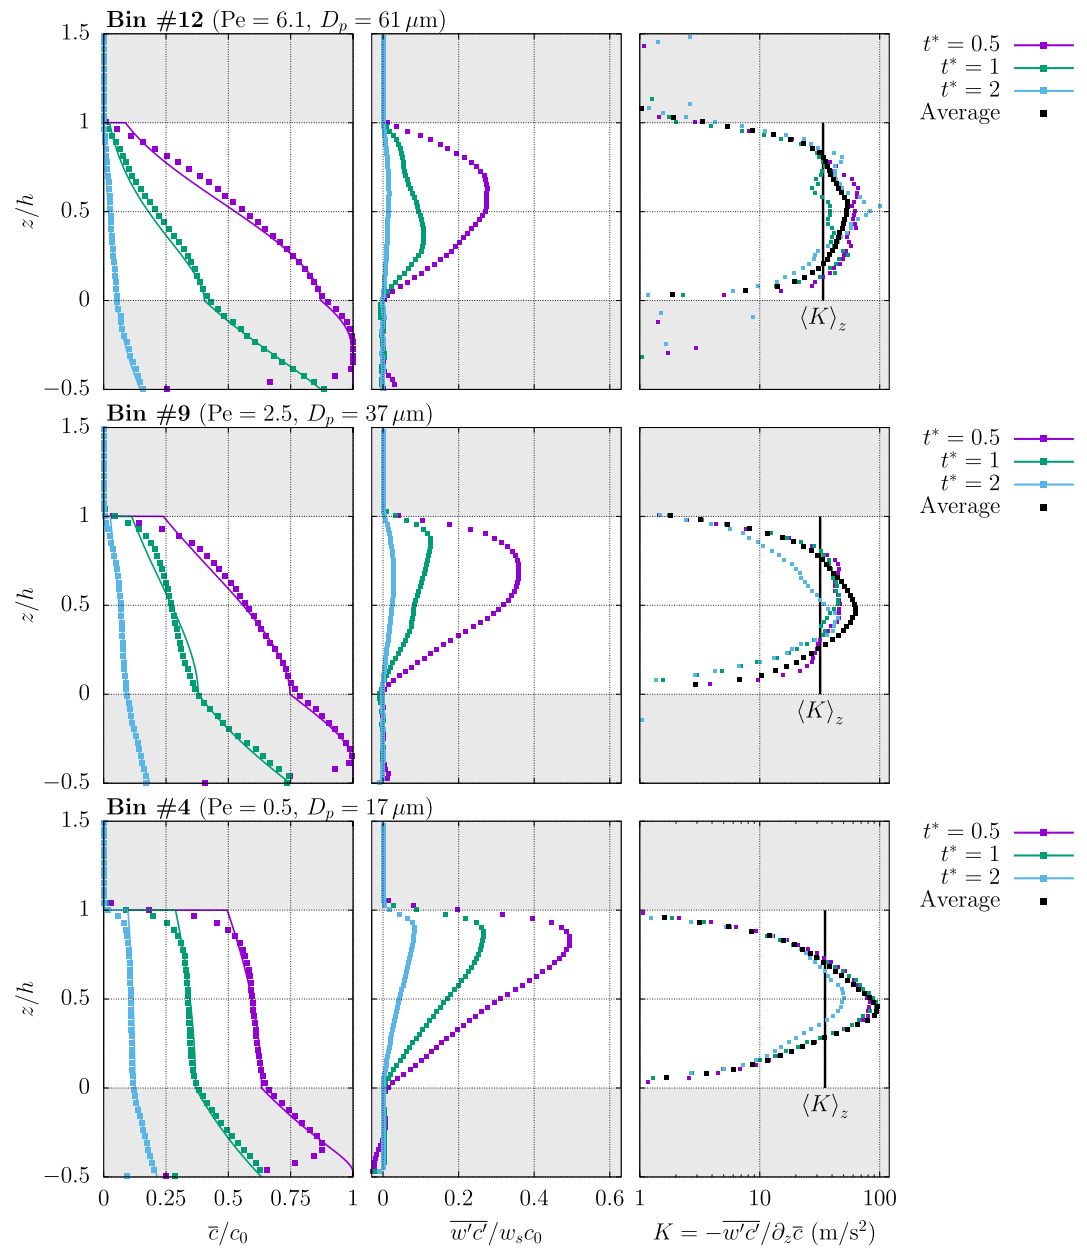 Bin #12 (Pe = 6.1, D_p = 61 μm)
1.5
1
0.5
0
−0.5
z/h
⟨K⟩_z
t* = 0.5
t* = 1
t* = 2
Average
Bin #9 (Pe = 2.5, D_p = 37 μm)
1.5
1
0.5
0
−0.5
z/h
⟨K⟩_z
t* = 0.5
t* = 1
t* = 2
Average
Bin #4 (Pe = 0.5, D_p = 17 μm)
1.5
1
0.5
0
−0.5
z/h
⟨K⟩_z
t* = 0.5
t* = 1
t* = 2
Average
0 0.25 0.5 0.75 1
0 0.2 0.4 0.6
1 10 100
c̅/c₀
\overline{w′c′}/w_s c₀
K = −\overline{w′c′}/∂_z c̅ (m/s²)